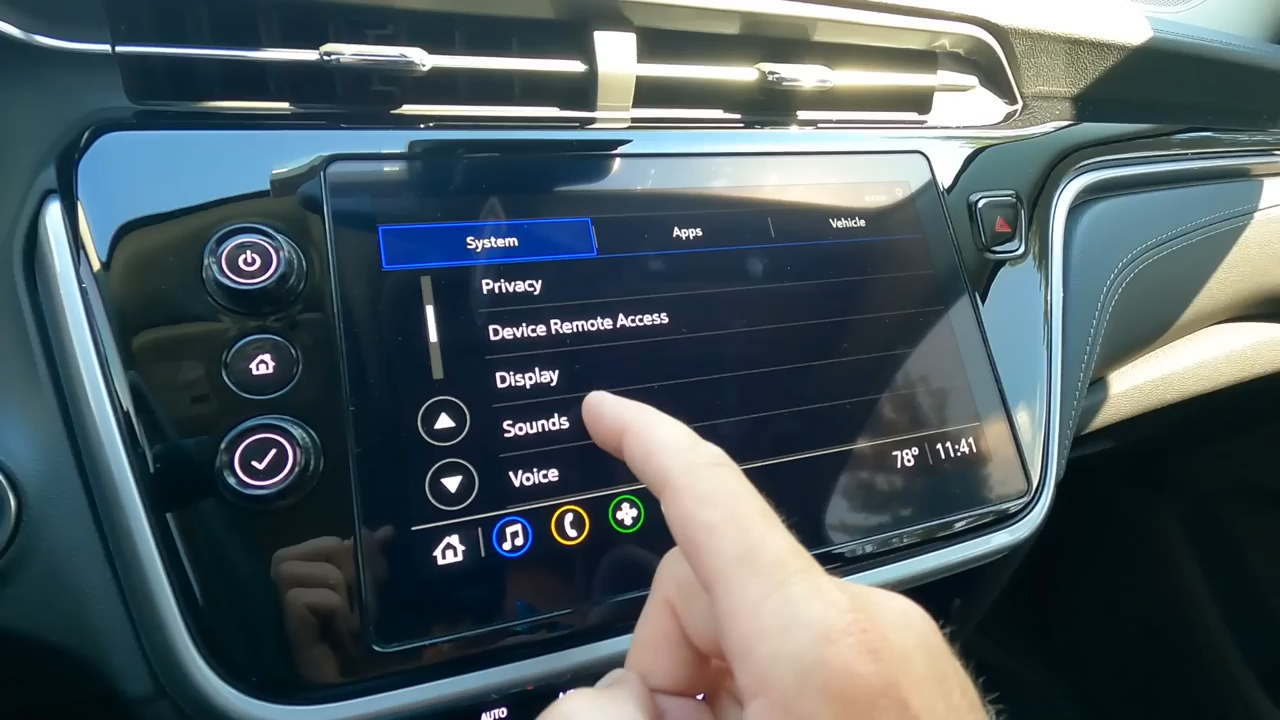 System
Apps
Vehicle
Privacy
Device Remote Access
Display
Sounds
Voice
78° 11:41
AUTO